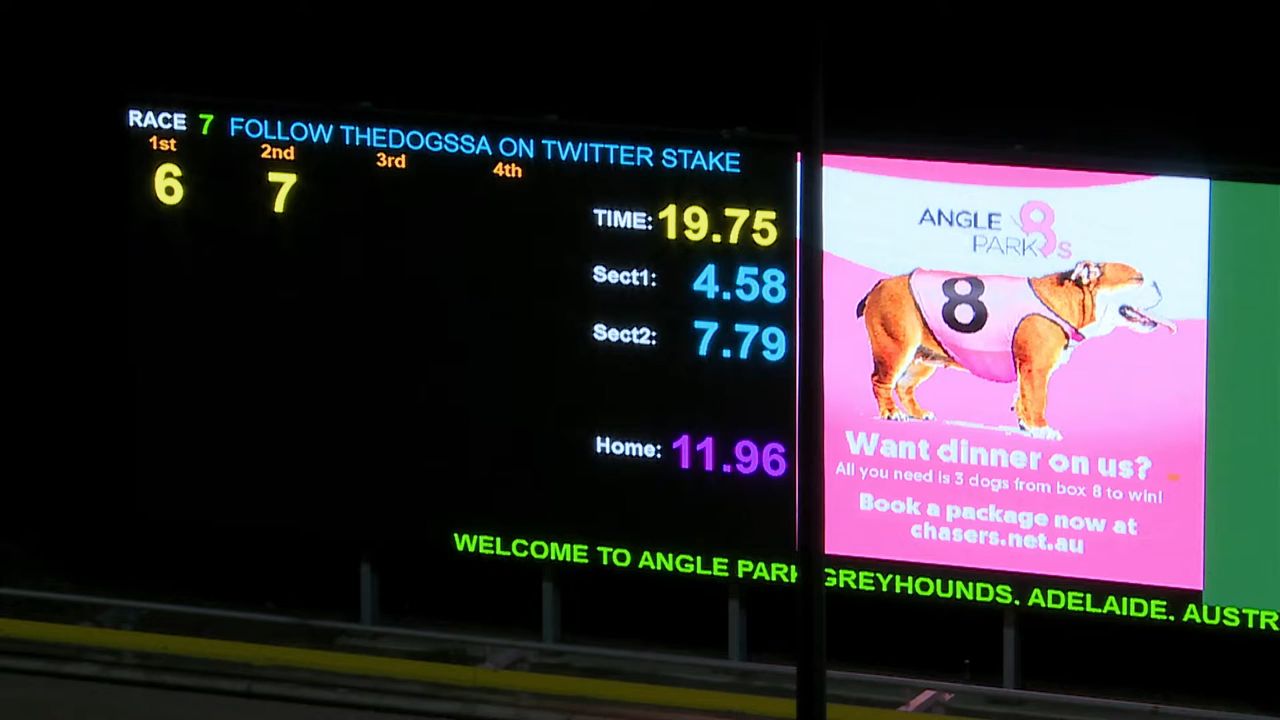 RACE 7 FOLLOW THEDOGSSA ON TWITTER STAKE
1st 2nd 3rd 4th
6 7
TIME: 19.75
Sect1: 4.58
Sect2: 7.79
Home: 11.96
ANGLE
PARK 8s
8
Want dinner on us?
All you need is 3 dogs from box 8 to win!
Book a package now at
chasers.net.au
WELCOME TO ANGLE PARK GREYHOUNDS. ADELAIDE. AUSTR